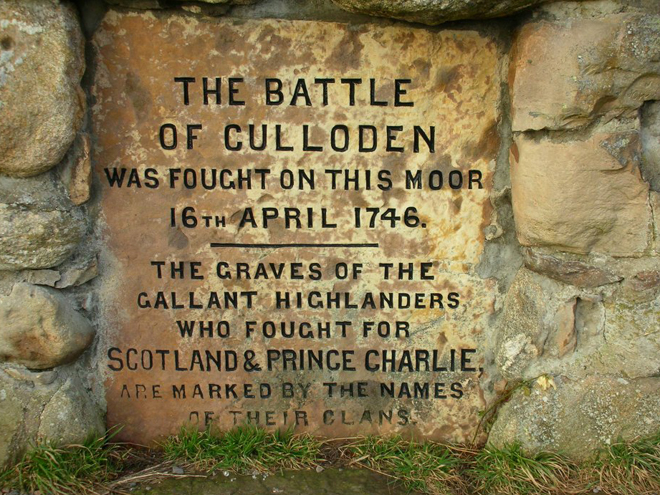 THE BATTLE
OF CULLODEN
WAS FOUGHT ON THIS MOOR
16TH APRIL 1746.
THE GRAVES OF THE
GALLANT HIGHLANDERS,
WHO FOUGHT FOR
SCOTLAND & PRINCE CHARLIE,
ARE MARKED BY THE NAMES
OF THEIR CLANS.